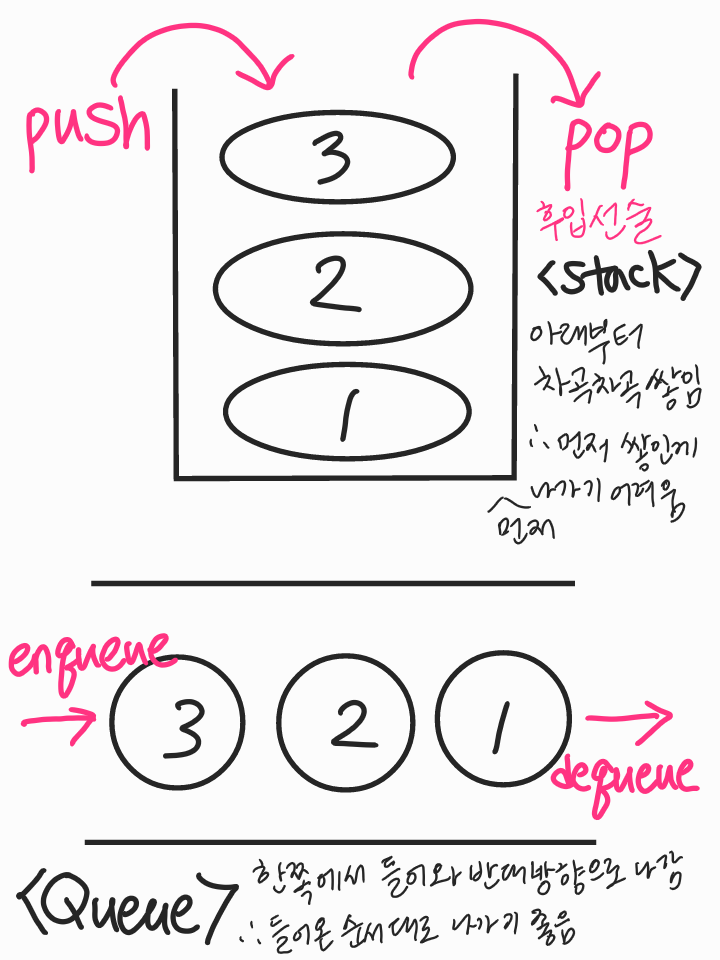 push
pop
3
2
1
후입선술
<stack>
아래부터
차곡차곡 쌓임
∴ 먼저 쌓인게
나가기 어려움
먼저
enqueue
3 2 1
dequeue
<Queue>
한쪽에서 들어와 반대방향으로 나감
∴ 들어온 순서대로 나가기 좋음